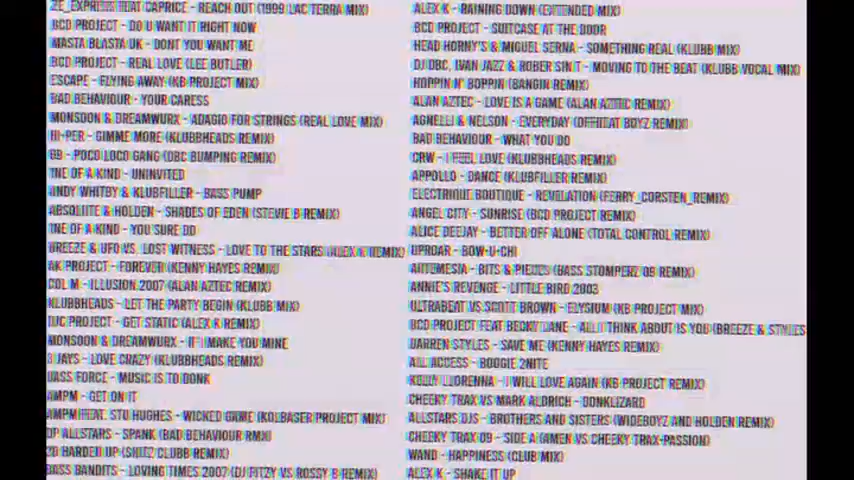 ZE_EXPRESS FEAT CAPRICE - REACH OUT (1999 LAC TERRA MIX)
BCD PROJECT - DO U WANT IT RIGHT NOW
MASTA BLASTA UK - DONT YOU WANT ME
BCD PROJECT - REAL LOVE (LEE BUTLER)
ESCAPE - FLYING AWAY (KB PROJECT MIX)
BAD BEHAVIOUR - YOUR CARESS
MONSOON & DREAMWURX - ADAGIO FOR STRINGS (REAL LOVE MIX)
HI-PER - GIMME MORE (KLUBBHEADS REMIX)
- POCO LOCO GANG (DBC BUMPING REMIX)
1NE OF A KIND - UNINVITED
ANDY WHITBY & KLUBFILLER - BASS PUMP
ABSOLUTE & HOLDEN - SHADES OF EDEN (STEVIE B REMIX)
1NE OF A KIND - YOU SURE DO
BREEZE & UFO VS. LOST WITNESS - LOVE TO THE STARS (ALEX K REMIX)
AK PROJECT - FOREVER (KENNY HAYES REMIX)
COL M - ILLUSION 2007 (ALAN AZTEC REMIX)
KLUBBHEADS - LET THE PARTY BEGIN (KLUBB MIX)
PROJECT - GET STATIC (ALEX K REMIX)
MONSOON & DREAMWURX - IF I MAKE YOU MINE
3 JAYS - LOVE CRAZY (KLUBBHEADS REMIX)
BASS FORCE - MUSIC IS TO DONK
AMPM - GET ON IT
AMPM FEAT. STU HUGHES - WICKED GAME (KOLBASER PROJECT MIX)
DP ALLSTARS - SPANK (BAD BEHAVIOUR RMX)
HARDED UP (SKIZZ CLUBB REMIX)
BASS BANDITS - LOVING TIMES 2007 (DJ FITZY VS ROSSY B REMIX)
ALEX K - RAINING DOWN (EXTENDED MIX)
BCD PROJECT - SUITCASE AT THE DOOR
HEAD HORNY'S & MIGUEL SERNA - SOMETHING REAL (KLUBB MIX)
DJ DBC, IVAN JAZZ & ROBER SIN T - MOVING TO THE BEAT (KLUBB VOCAL MIX)
HOPPIN N' BOPPIN (BANGIN REMIX)
ALAN AZTEC - LOVE IS A GAME (ALAN AZTEC REMIX)
AGNELLI & NELSON - EVERYDAY (OFFBEAT BOYZ REMIX)
BAD BEHAVIOUR - WHAT YOU DO
CRW - I FEEL LOVE (KLUBBHEADS REMIX)
APPOLLO - DANCE (KLUBFILLER REMIX)
ELECTRIQUE BOUTIQUE - REVELATION (FERRY_CORSTEN_REMIX)
ANGEL CITY - SUNRISE (BCD PROJECT REMIX)
ALICE DEEJAY - BETTER OFF ALONE (TOTAL CONTROL REMIX)
UPROAR - BOW-U-CHI
ARTEMESIA - BITS & PIECES (BASS STOMPERZ 09 REMIX)
ANNIE'S REVENGE - LITTLE BIRD 2003
ULTRABEAT VS SCOTT BROWN - ELYSIUM (KB PROJECT MIX)
BCD PROJECT FEAT BECKY DANE - ALL I THINK ABOUT IS YOU (BREEZE & STYLES
DARREN STYLES - SAVE ME (KENNY HAYES REMIX)
ALL ACCESS - BOOGIE 2NITE
KELLY LLORENNA - I WILL LOVE AGAIN (KB PROJECT REMIX)
CHEEKY TRAX VS MARK ALDRICH - DONKLIZARD
ALLSTARS DJS - BROTHERS AND SISTERS (WIDEBOYZ AND HOLDEN REMIX)
CHEEKY TRAX 09 - SIDE A (AMEN VS CHEEKY TRAX-PASSION)
WAND - HAPPINESS (CLUB MIX)
ALEX K - SHAKE IT UP